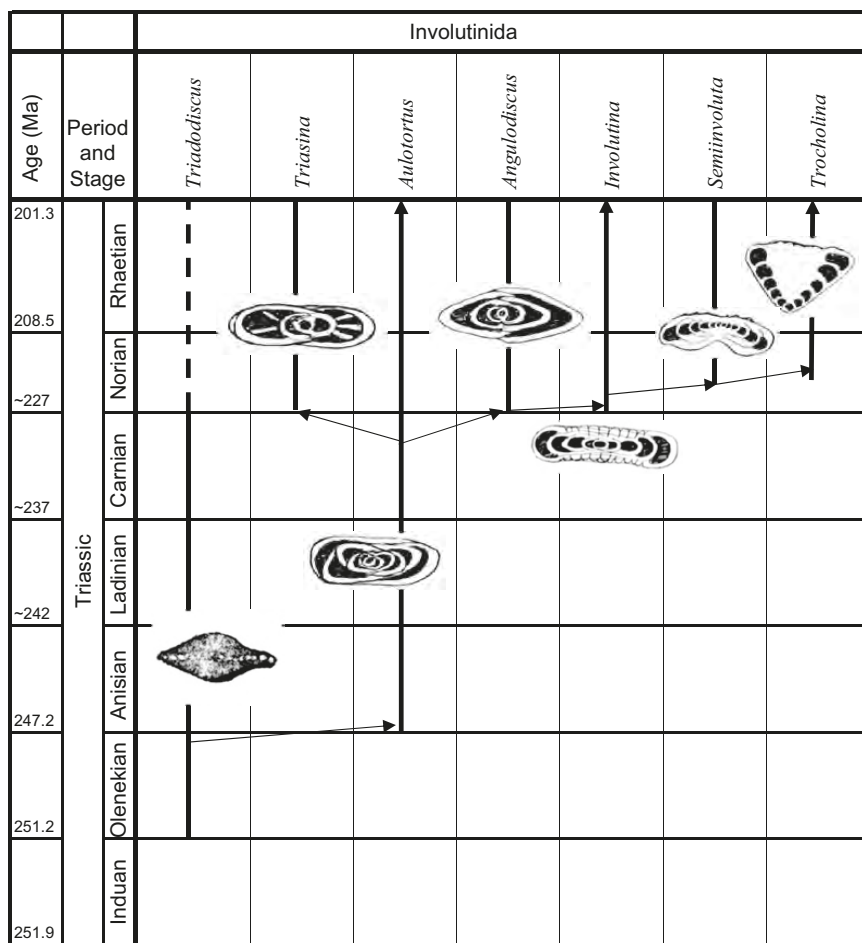 Involutinida
Age (Ma)
Period
and
Stage
Triadodiscus
Triasina
Aulotortus
Angulodiscus
Involutina
Semiinvoluta
Trocholina
201.3
Rhaetian
208.5
Norian
~227
Carnian
~237
Triassic
Ladinian
~242
Anisian
247.2
Olenekian
251.2
Induan
251.9